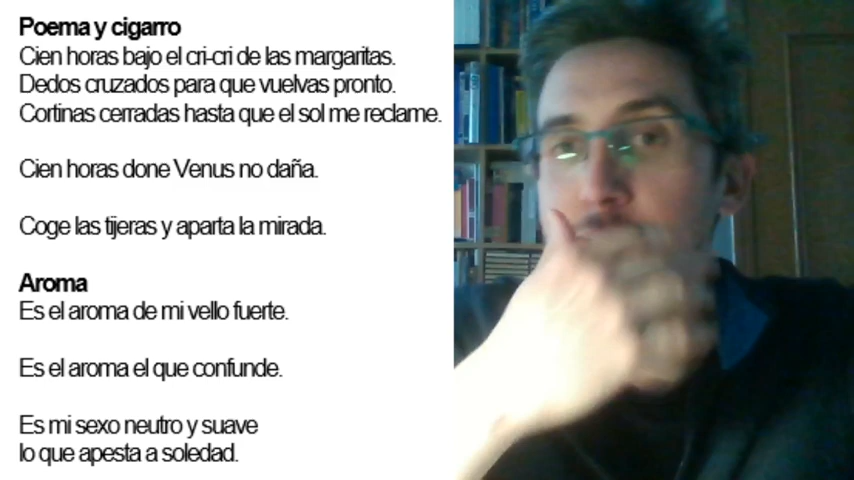 Poema y cigarro
Cien horas bajo el cri-cri de las margaritas.
Dedos cruzados para que vuelvas pronto.
Cortinas cerradas hasta que el sol me reclame.
Cien horas done Venus no daña.
Coge las tijeras y aparta la mirada.
Aroma
Es el aroma de mi vello fuerte.
Es el aroma el que confunde.
Es mi sexo neutro y suave
lo que apesta a soledad.